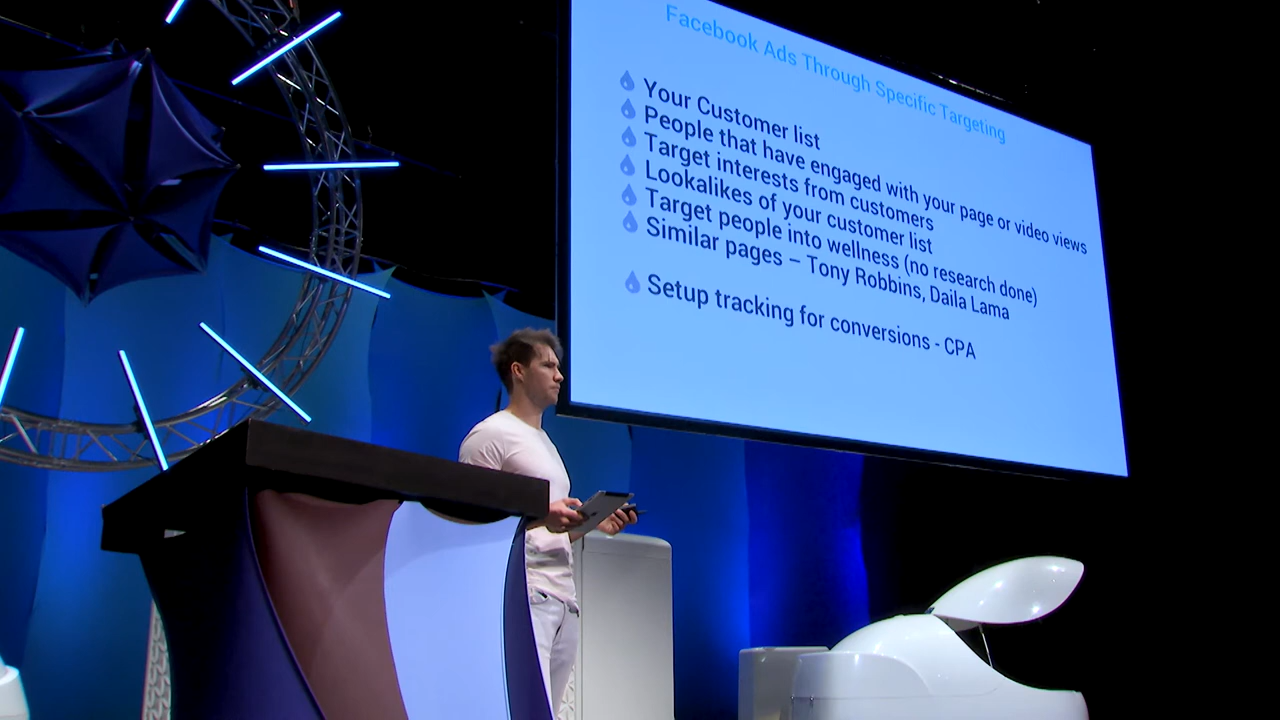 Facebook Ads Through Specific Targeting
Your Customer list
People that have engaged with your page or video views
Target interests from customers
Lookalikes of your customer list
Target people into wellness (no research done)
Similar pages – Tony Robbins, Daila Lama
Setup tracking for conversions - CPA